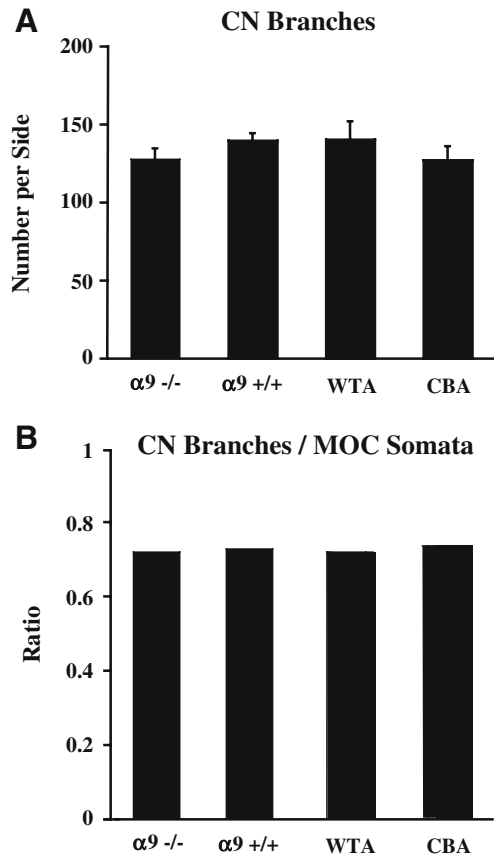 A
CN Branches
200
150
100
50
0
Number per Side
α9 -/-
α9 +/+
WTA
CBA
B
CN Branches / MOC Somata
1
0.8
0.6
0.4
0.2
0
Ratio
α9 -/-
α9 +/+
WTA
CBA